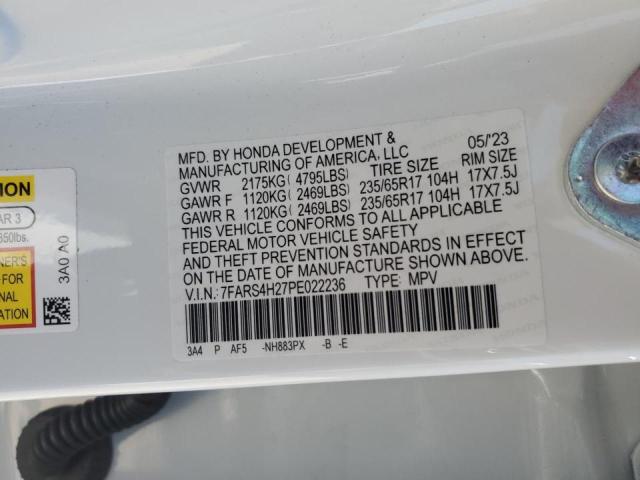 MFD. BY HONDA DEVELOPMENT & 05/'23
MANUFACTURING OF AMERICA, LLC
GVWR 2175KG( 4795LBS) TIRE SIZE RIM SIZE
GAWR F 1120KG( 2469LBS) 235/65R17 104H 17X7.5J
GAWR R 1120KG( 2469LBS) 235/65R17 104H 17X7.5J
THIS VEHICLE CONFORMS TO ALL APPLICABLE
FEDERAL MOTOR VEHICLE SAFETY
AND THEFT PREVENTION STANDARDS IN EFFECT
ON THE DATE OF MANUFACTURE SHOWN ABOVE.
V.I.N.:7FARS4H27PE022236 TYPE: MPV
3A4 P AF5 -NH883PX -B -E
3A0 A0
AR 3
lbs.